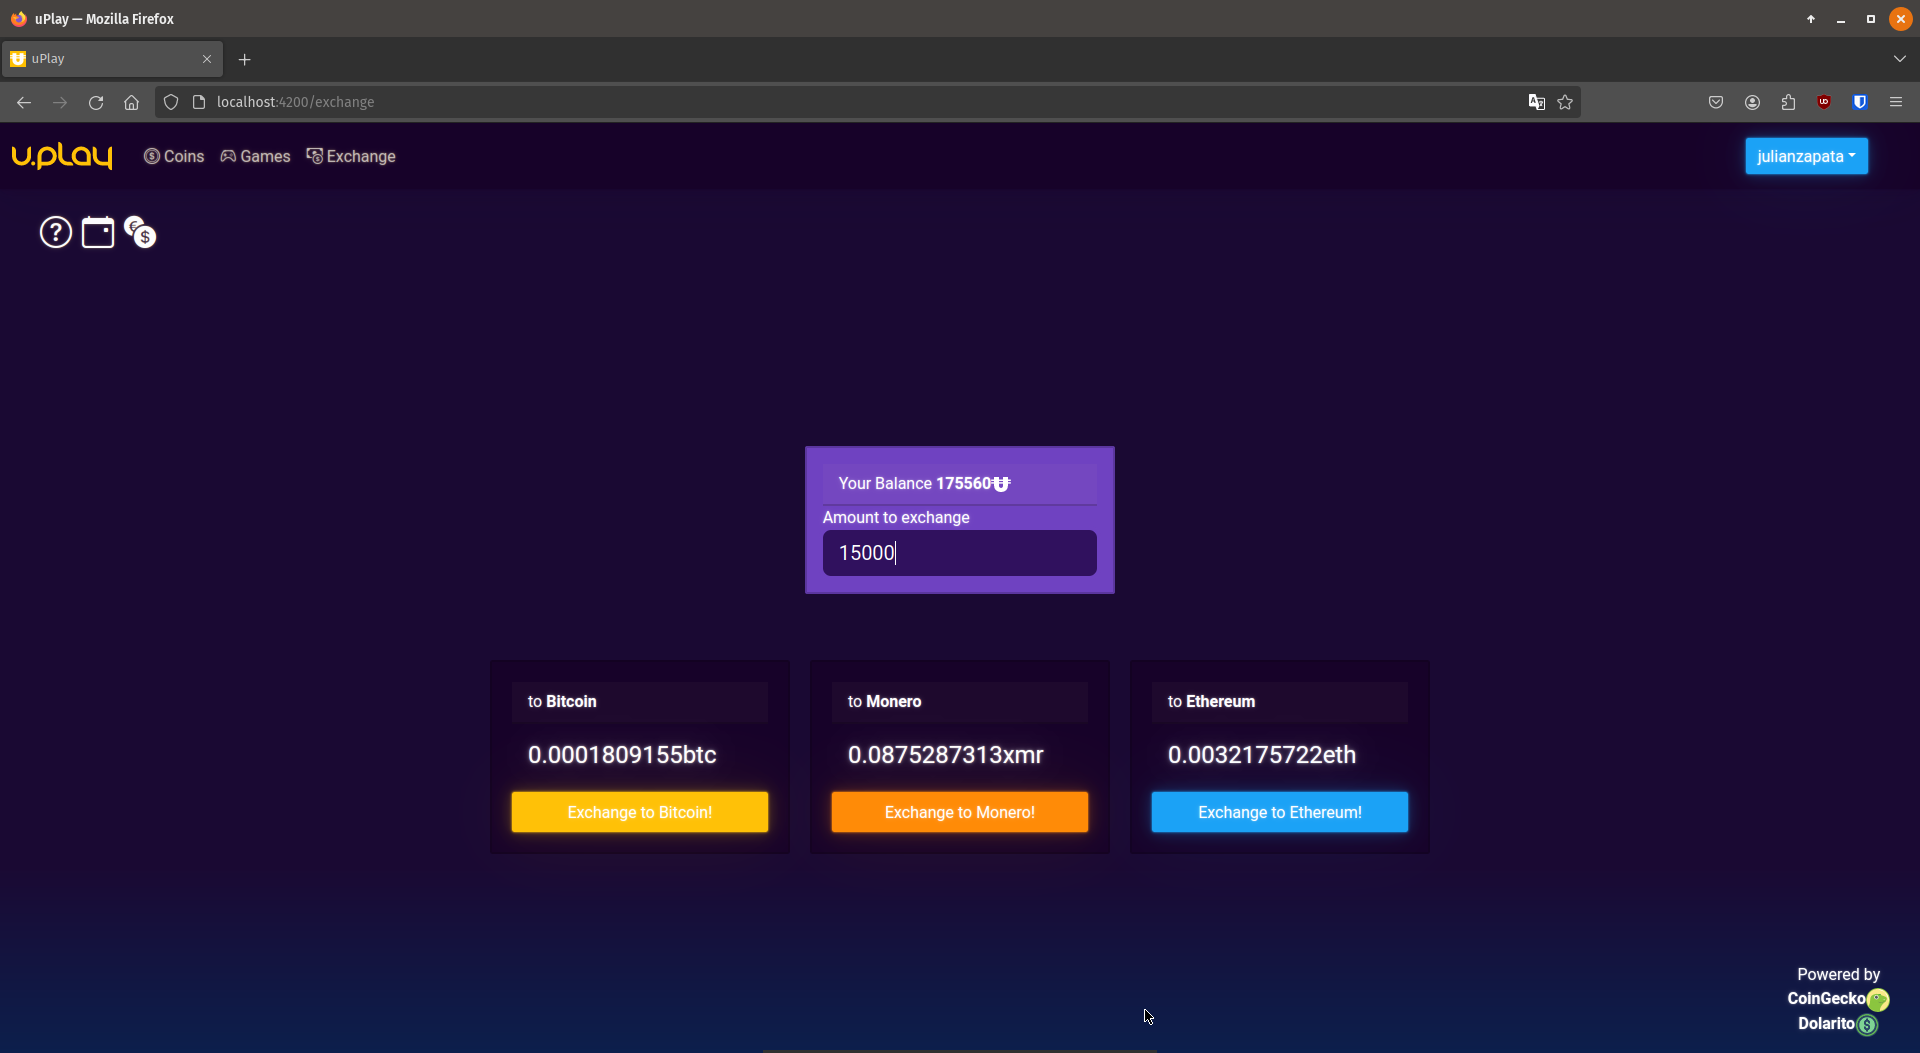 uPlay — Mozilla Firefox
uPlay
localhost:4200/exchange
u.play
Coins
Games
Exchange
julianzapata
Your Balance 175560
Amount to exchange
15000
to Bitcoin
0.0001809155btc
Exchange to Bitcoin!
to Monero
0.0875287313xmr
Exchange to Monero!
to Ethereum
0.0032175722eth
Exchange to Ethereum!
Powered by
CoinGecko
Dolarito